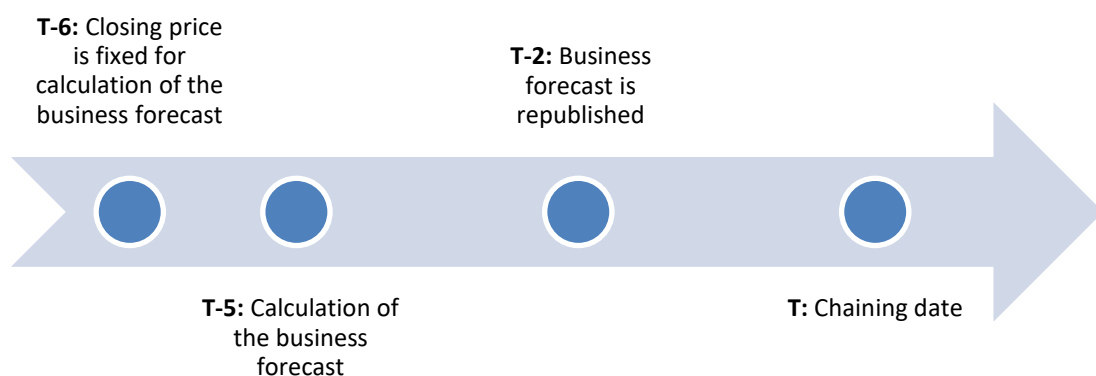 T-6: Closing price
is fixed for
calculation of the
business forecast
T-2: Business
forecast is
republished
T-5: Calculation of
the business
forecast
T: Chaining date